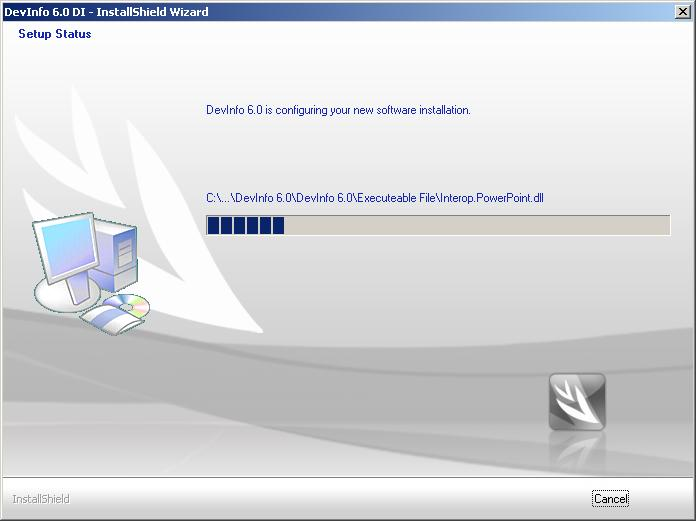 DevInfo 6.0 DI - InstallShield Wizard
Setup Status
DevInfo 6.0 is configuring your new software installation.
C:\...\DevInfo 6.0\DevInfo 6.0\Executeable File\Interop.PowerPoint.dll
InstallShield
Cancel